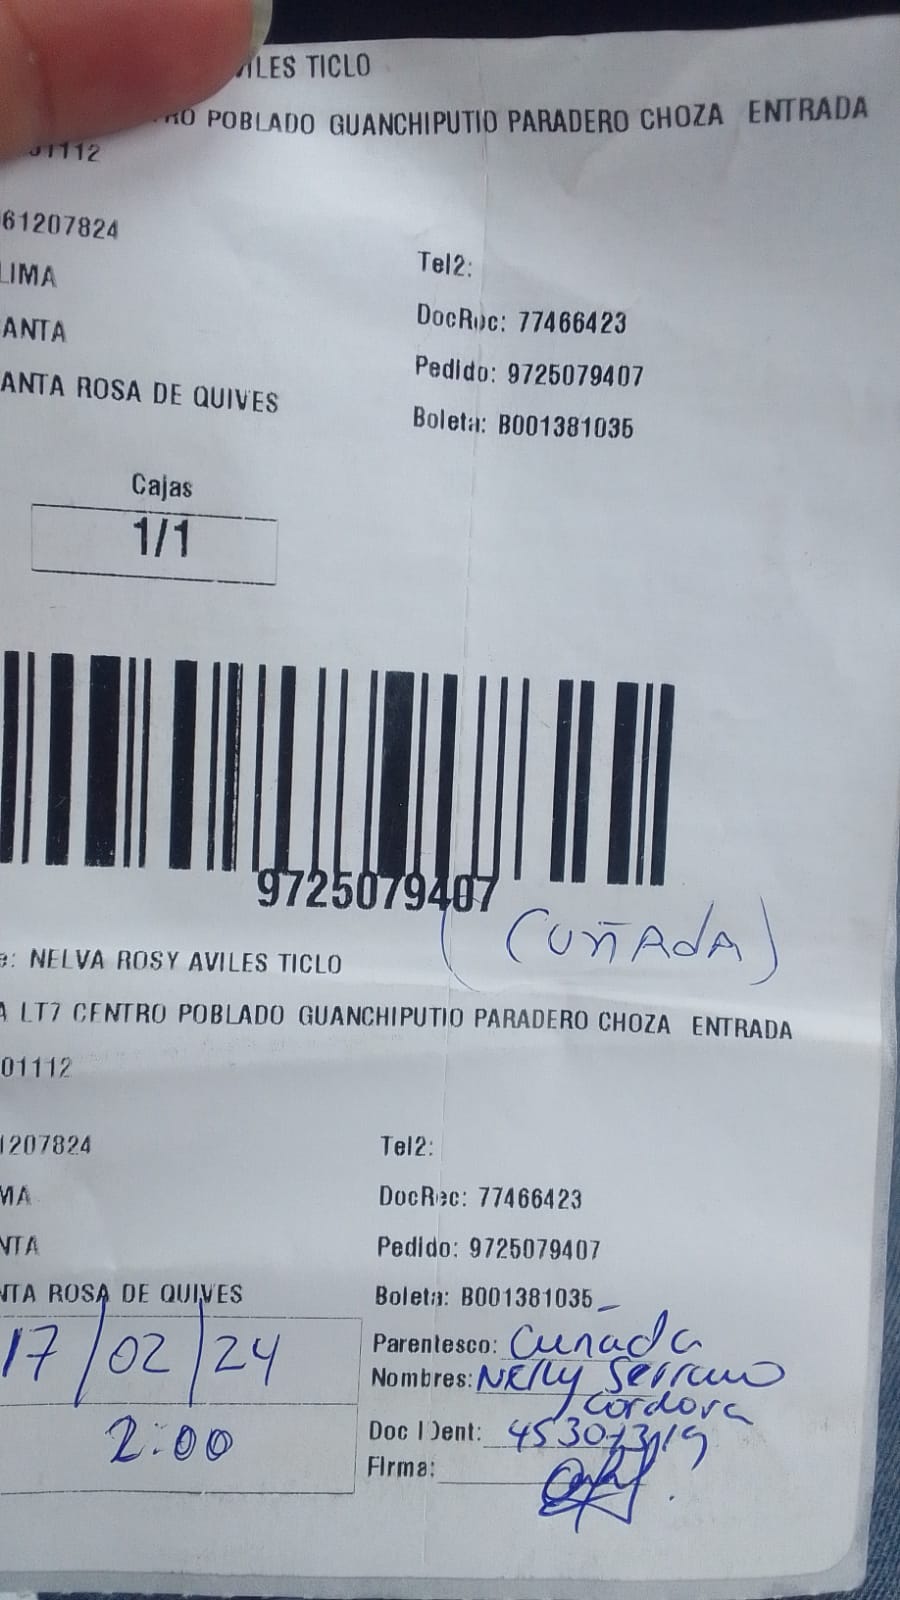 AVILES TICLO
RO POBLADO GUANCHIPUTIO PARADERO CHOZA ENTRADA
01112
61207824
LIMA
Tel2:
ANTA
DocRec: 77466423
ANTA ROSA DE QUIVES
Pedido: 9725079407
Boleta: B001381035
Cajas
1/1
9725079407
(CUÑAdA)
a: NELVA ROSY AVILES TICLO
A LT7 CENTRO POBLADO GUANCHIPUTIO PARADERO CHOZA ENTRADA
01112
1207824
Tel2:
MA
DocRec: 77466423
NTA
Pedido: 9725079407
NTA ROSA DE QUIVES
Boleta: B001381035
17/02/24
Parentesco: Cunada
Nombres: Nelly Serrano
Cordova
2:00
Doc Ident:
Firma: